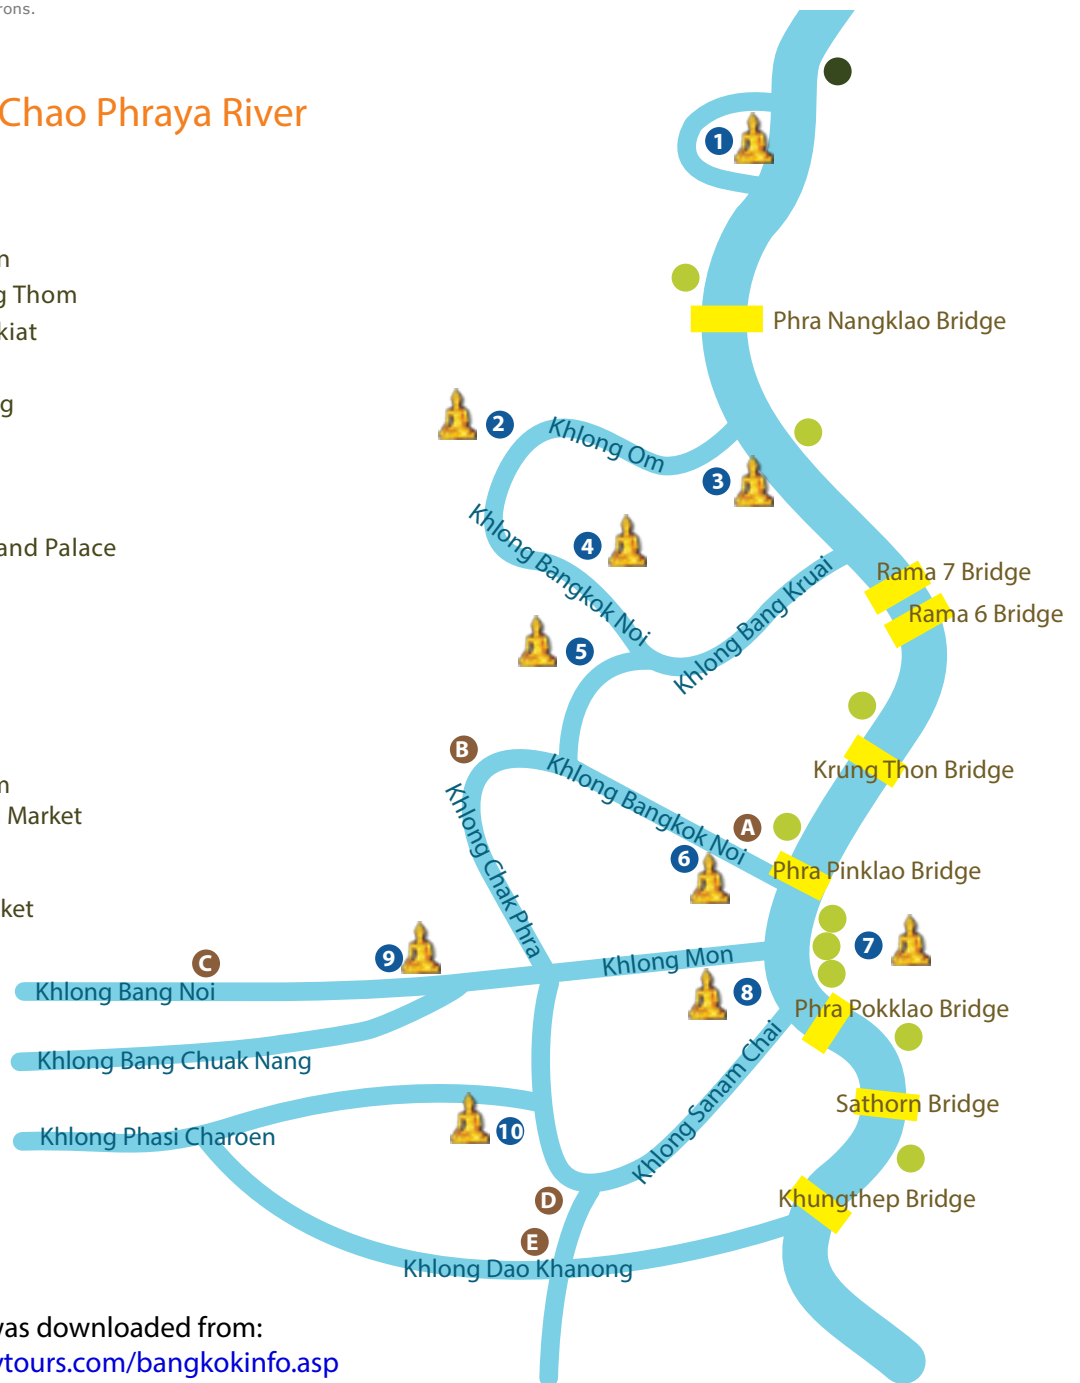 rons.
Chao Phraya River
1
n
g Thom
Phra Nangklao Bridge
kiat
g
2
Khlong Om
3
Khlong Bangkok Noi
4
and Palace
Khlong Bang Kruai
Rama 7 Bridge
Rama 6 Bridge
5
B
Khlong Bangkok Noi
Krung Thon Bridge
n
Khlong Chak Phra
Market
A
6
Phra Pinklao Bridge
ket
7
9
C
Khlong Mon
Khlong Bang Noi
8
Phra Pokklao Bridge
Khlong Bang Chuak Nang
Khlong Sanam Chai
Sathorn Bridge
Khlong Phasi Charoen
10
D
Khungthep Bridge
E
Khlong Dao Khanong
was downloaded from:
ytours.com/bangkokinfo.asp